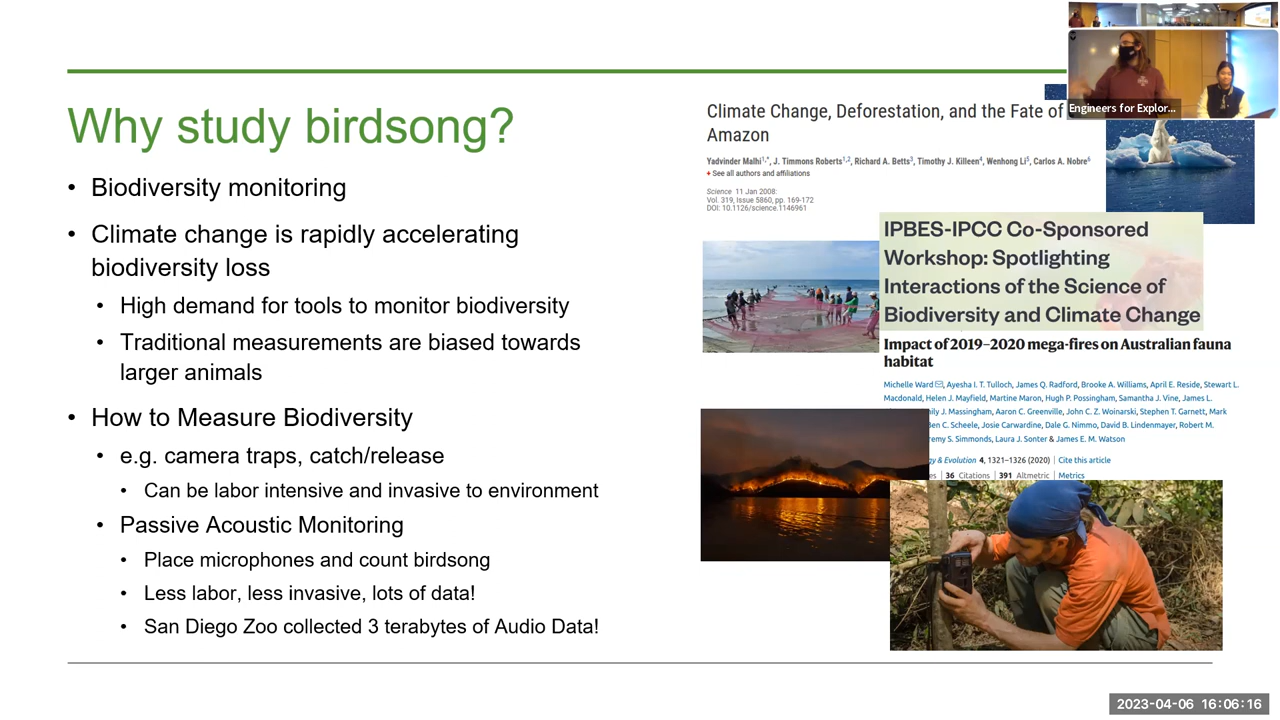 Why study birdsong?
• Biodiversity monitoring
• Climate change is rapidly accelerating
biodiversity loss
• High demand for tools to monitor biodiversity
• Traditional measurements are biased towards
larger animals
• How to Measure Biodiversity
• e.g. camera traps, catch/release
• Can be labor intensive and invasive to environment
• Passive Acoustic Monitoring
• Place microphones and count birdsong
• Less labor, less invasive, lots of data!
• San Diego Zoo collected 3 terabytes of Audio Data!
Engineers for Explor...
Climate Change, Deforestation, and the Fate of
Amazon
Yadvinder Malhi1,*, J. Timmons Roberts1,2, Richard A. Betts3, Timothy J. Killeen4, Wenhong Li5, Carlos A. Nobre6
+ See all authors and affiliations
Science 11 Jan 2008:
Vol. 319, Issue 5860, pp. 169-172
DOI: 10.1126/science.1146961
IPBES-IPCC Co-Sponsored
Workshop: Spotlighting
Interactions of the Science of
Biodiversity and Climate Change
Impact of 2019–2020 mega-fires on Australian fauna
habitat
Michelle Ward, Ayesha I. T. Tulloch, James Q. Radford, Brooke A. Williams, April E. Reside, Stewart L.
Macdonald, Helen J. Mayfield, Martine Maron, Hugh P. Possingham, Samantha J. Vine, James L.
J. Massingham, Aaron C. Greenville, John C. Z. Woinarski, Stephen T. Garnett, Mark
C. Scheele, Josie Carwardine, Dale G. Nimmo, David B. Lindenmayer, Robert M.
S. Simmonds, Laura J. Sonter & James E. M. Watson
& Evolution 4, 1321–1326 (2020) | Cite this article
36 Citations | 391 Altmetric | Metrics
2023-04-06 16:06:16